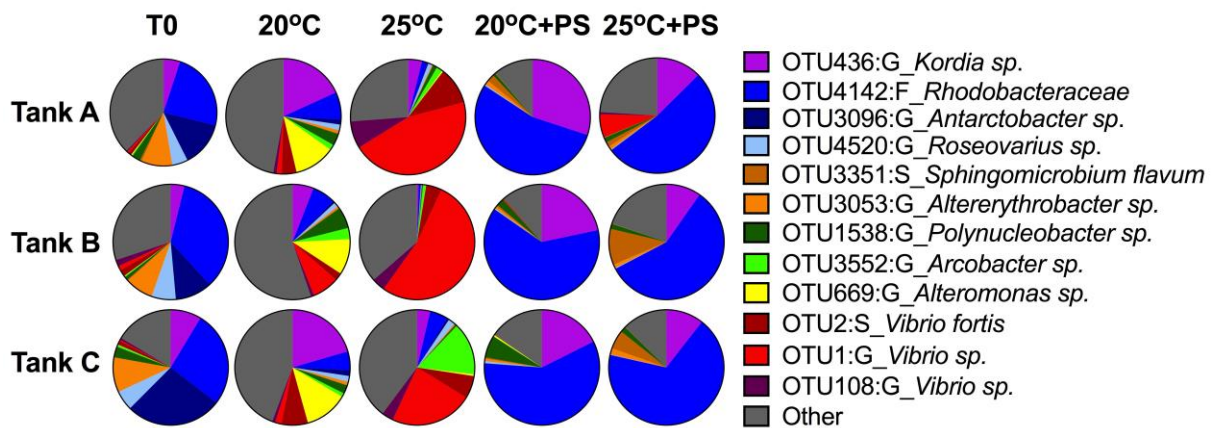 T0 20ºC 25ºC 20ºC+PS 25ºC+PS
Tank A
Tank B
Tank C
OTU436:G_Kordia sp.
OTU4142:F_Rhodobacteraceae
OTU3096:G_Antarctobacter sp.
OTU4520:G_Roseovarius sp.
OTU3351:S_Sphingomicrobium flavum
OTU3053:G_Altererythrobacter sp.
OTU1538:G_Polynucleobacter sp.
OTU3552:G_Arcobacter sp.
OTU669:G_Alteromonas sp.
OTU2:S_Vibrio fortis
OTU1:G_Vibrio sp.
OTU108:G_Vibrio sp.
Other